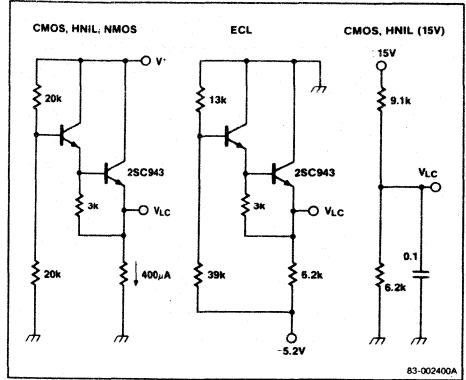 CMOS, HNIL, NMOS
V+
20k
2SC943
3k
VLC
20k
400μA
ECL
13k
2SC943
3k
VLC
39k
6.2k
-5.2V
CMOS, HNIL (15V)
15V
9.1k
VLC
0.1
6.2k
83-002400A